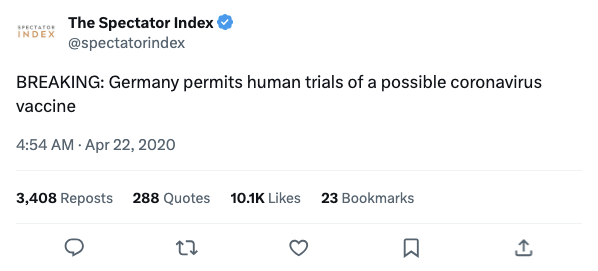 SPECTATOR
INDEX
The Spectator Index
@spectatorindex
BREAKING: Germany permits human trials of a possible coronavirus
vaccine
4:54 AM · Apr 22, 2020
3,408 Reposts 288 Quotes 10.1K Likes 23 Bookmarks